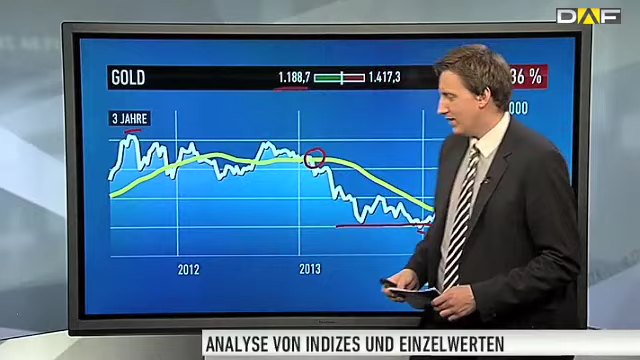 DAF
GOLD 1.188,7 1.417,3 36 %
000
3 JAHRE
2012 2013
ANALYSE VON INDIZES UND EINZELWERTEN